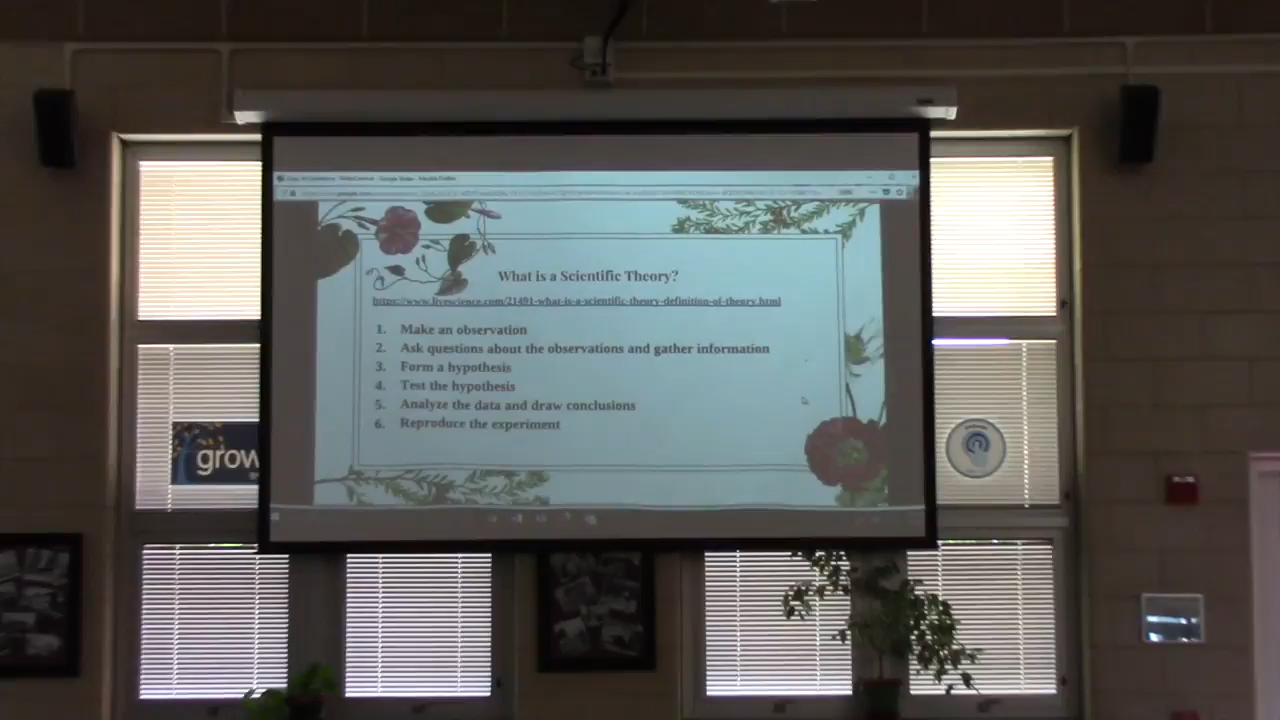 What is a Scientific Theory?
https://www.livescience.com/21491-what-is-a-scientific-theory-definition-of-theory.html
1. Make an observation
2. Ask questions about the observations and gather information
3. Form a hypothesis
4. Test the hypothesis
5. Analyze the data and draw conclusions
6. Reproduce the experiment
grow